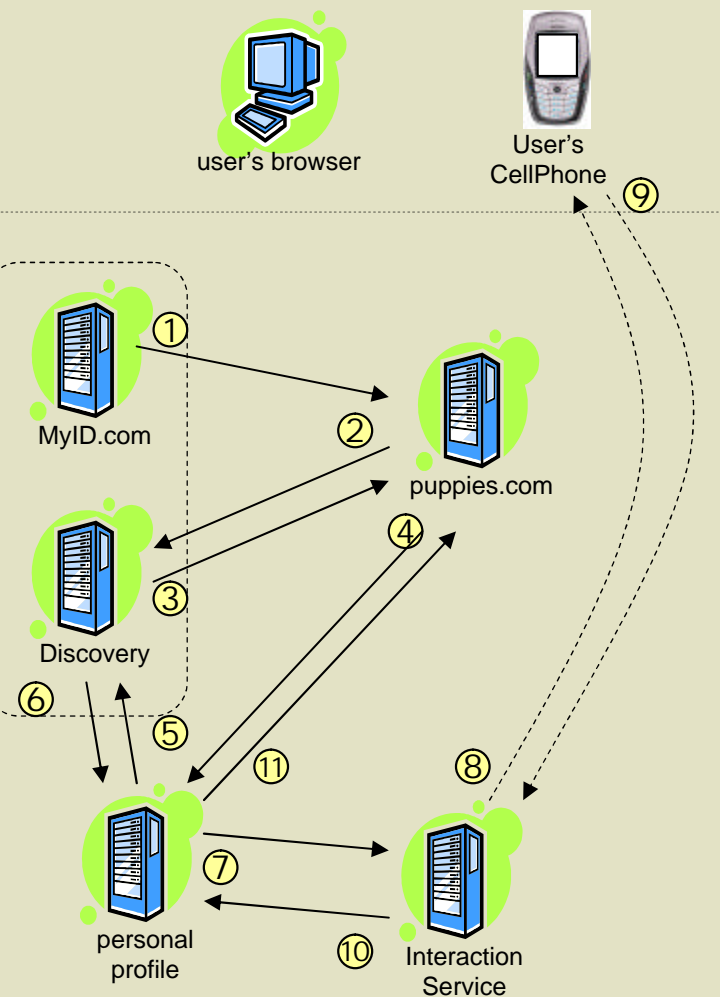 user's browser
User's
CellPhone
9
1
MyID.com
2
puppies.com
4
3
Discovery
6
5
11
8
7
personal
profile
10
Interaction
Service